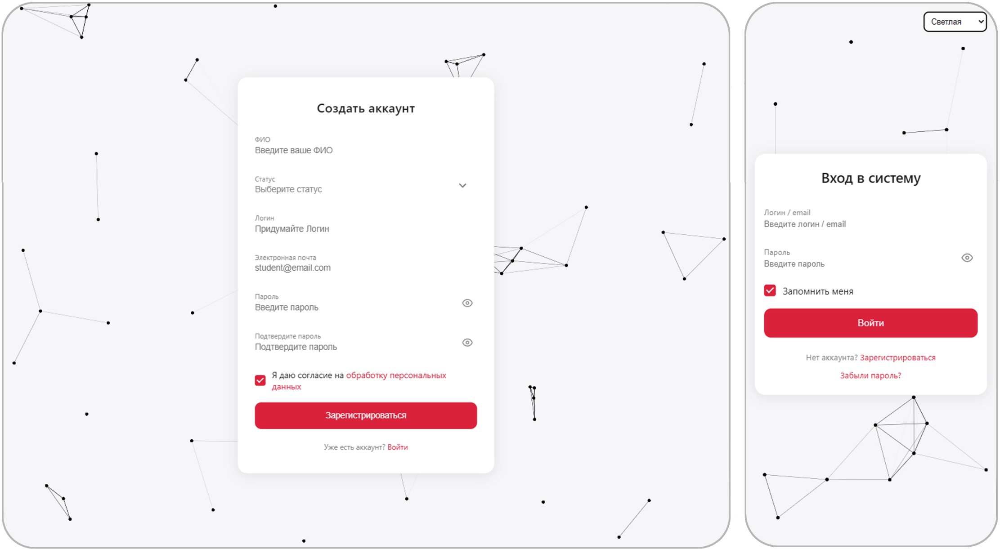 Создать аккаунт
ФИО
Введите ваше ФИО
Статус
Выберите статус
Логин
Придумайте Логин
Электронная почта
student@email.com
Пароль
Введите пароль
Подтвердите пароль
Подтвердите пароль
Я даю согласие на обработку персональных
данных
Зарегистрироваться
Уже есть аккаунт? Войти
Светлая
Вход в систему
Логин / email
Введите логин / email
Пароль
Введите пароль
Запомнить меня
Войти
Нет аккаунта? Зарегистрироваться
Забыли пароль?